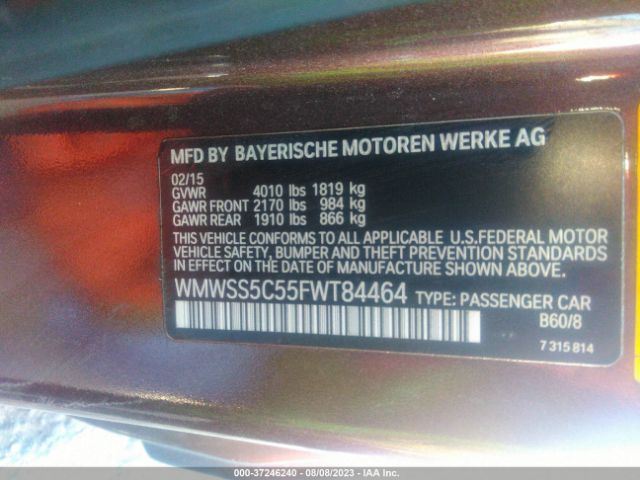 MFD BY BAYERISCHE MOTOREN WERKE AG
02/15
GVWR 4010 lbs 1819 kg
GAWR FRONT 2170 lbs 984 kg
GAWR REAR 1910 lbs 866 kg
THIS VEHICLE CONFORMS TO ALL APPLICABLE U.S.FEDERAL MOTOR
VEHICLE SAFETY, BUMPER AND THEFT PREVENTION STANDARDS
IN EFFECT ON THE DATE OF MANUFACTURE SHOWN ABOVE.
WMWSS5C55FWT84464 TYPE: PASSENGER CAR
B60/8
7 315 814
000-37246240 - 08/08/2023 - IAA Inc.